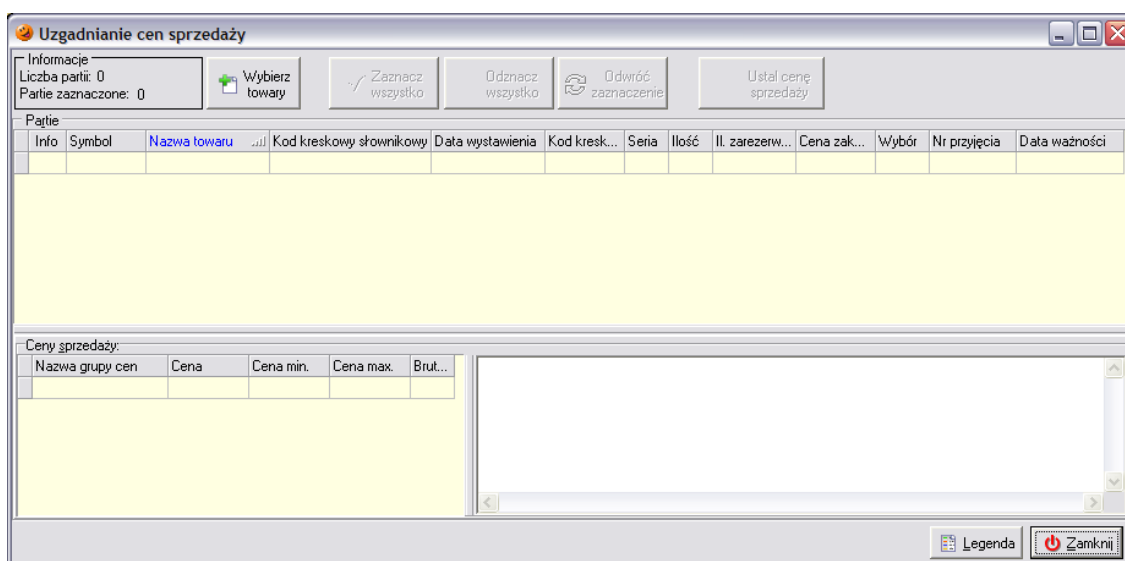 Uzgadnianie cen sprzedaży
Informacje
Liczba partii: 0
Partie zaznaczone: 0
Wybierz
towary
Zaznacz
wszystko
Odznacz
wszystko
Odwróć
zaznaczenie
Ustal cenę
sprzedaży
Partie
Info Symbol Nazwa towaru Kod kreskowy słownikowy Data wystawienia Kod kresk... Seria Ilość Il. zarezerw... Cena zak... Wybór Nr przyjęcia Data ważności
Ceny sprzedaży:
Nazwa grupy cen Cena Cena min. Cena max. Brut...
Legenda Zamknij